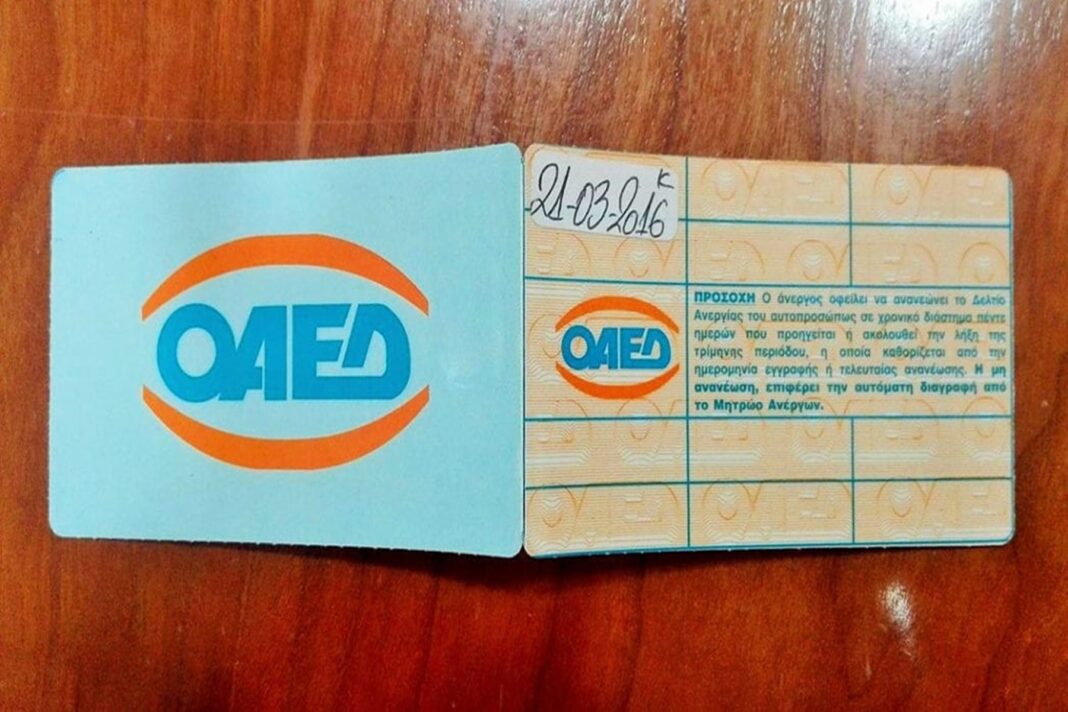 ΟΑΕΔ
21-03-2016 Κ
ΟΑΕΔ
ΠΡΟΣΟΧΗ Ο άνεργος οφείλει να ανανεώνει το Δελτίο
Ανεργίας του αυτοπροσώπως σε χρονικό διάστημα πέντε
ημερών που προηγείται ή ακολουθεί την λήξη της
τρίμηνης περιόδου, η οποία καθορίζεται από την
ημερομηνία εγγραφής ή τελευταίας ανανέωσης. Η μη
ανανέωση, επιφέρει την αυτόματη διαγραφή από
το Μητρώο Ανέργων.